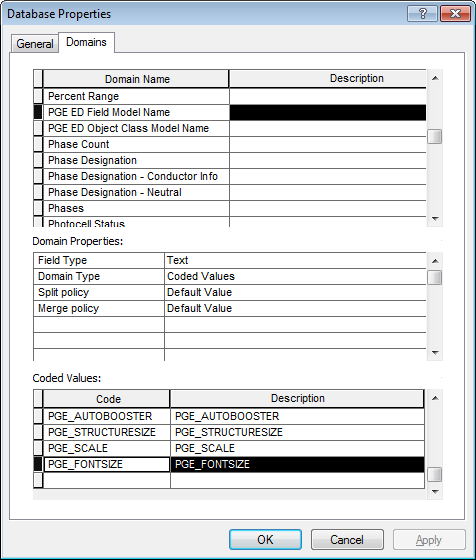 Database Properties
General Domains
Domain Name Description
Percent Range
PGE ED Field Model Name
PGE ED Object Class Model Name
Phase Count
Phase Designation
Phase Designation - Conductor Info
Phase Designation - Neutral
Phases
Photocell Status
Domain Properties:
Field Type Text
Domain Type Coded Values
Split policy Default Value
Merge policy Default Value
Coded Values:
Code Description
PGE_AUTOBOOSTER PGE_AUTOBOOSTER
PGE_STRUCTURESIZE PGE_STRUCTURESIZE
PGE_SCALE PGE_SCALE
PGE_FONTSIZE PGE_FONTSIZE
OK Cancel Apply